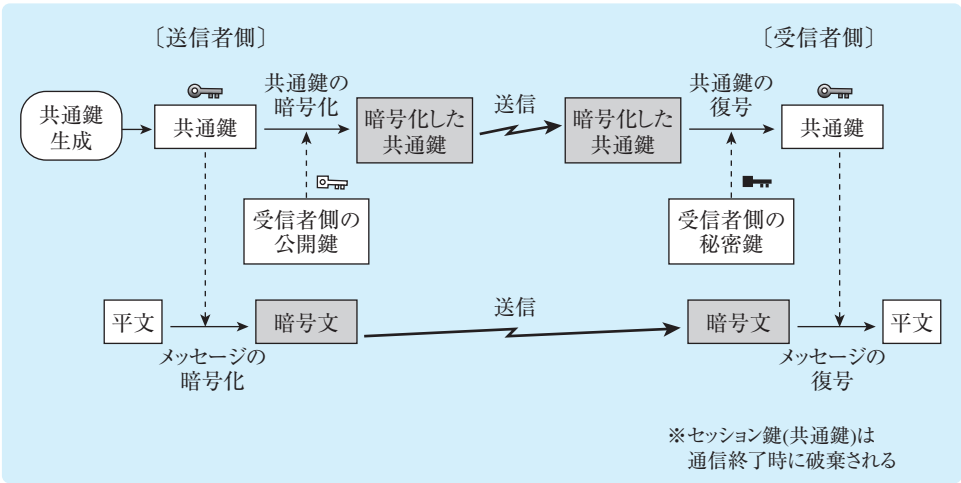 〔送信者側〕
〔受信者側〕
共通鍵
生成
共通鍵
共通鍵の
暗号化
暗号化した
共通鍵
送信
暗号化した
共通鍵
共通鍵の
復号
共通鍵
受信者側の
公開鍵
受信者側の
秘密鍵
平文
メッセージの
暗号化
暗号文
送信
暗号文
メッセージの
復号
平文
※セッション鍵(共通鍵)は
通信終了時に破棄される